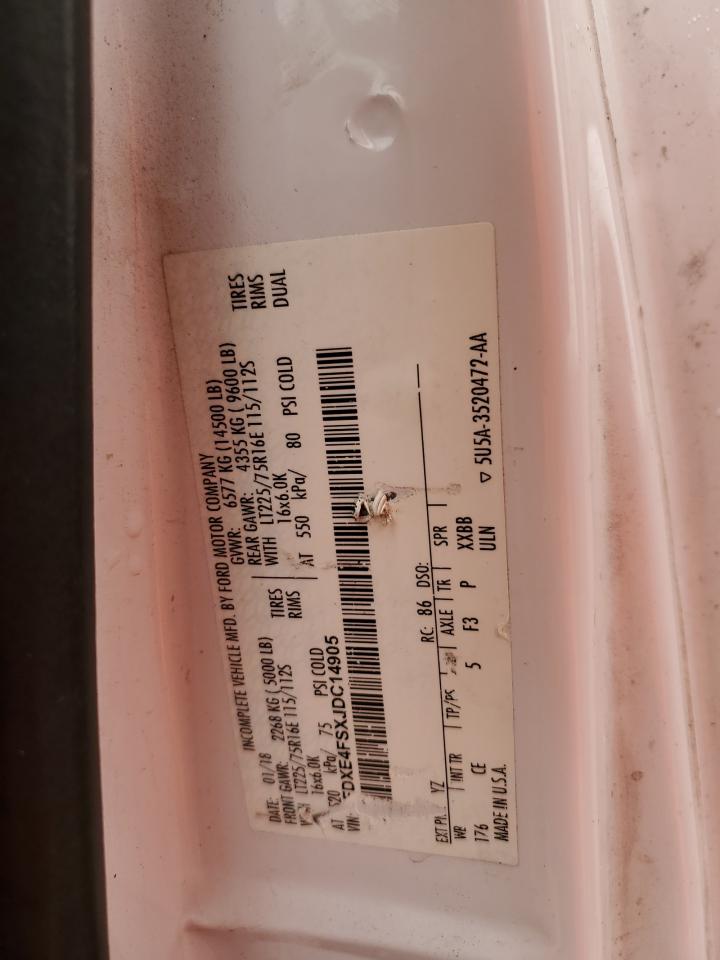 INCOMPLETE VEHICLE MFD. BY FORD MOTOR COMPANY
DATE: 01/18 GVWR: 6577 KG (14500 LB)
FRONT GAWR: 2268 KG ( 5000 LB) REAR GAWR: 4355 KG ( 9600 LB)
LT225/75R16E 115/112S TIRES WITH LT225/75R16E 115/112S TIRES
16x6.0K RIMS 16x6.0K RIMS
AT 520 kPa/ 75 PSI COLD AT 550 kPa/ 80 PSI COLD DUAL
VIN: FDXE4FSXJDC14905
EXT PNT: YZ RC: 86 DSO:
WB INT TR TP/PS AXLE TR SPR
176 CE 5 F3 P XXBB
MADE IN U.S.A. ULN
▽ 5U5A-3520472-AA